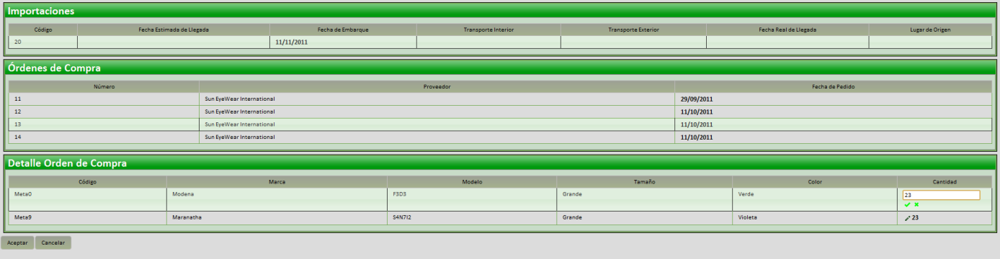 Importaciones
Código Fecha Estimada de Llegada Fecha de Embarque Transporte Interior Transporte Exterior Fecha Real de Llegada Lugar de Origen
20 11/11/2011
Órdenes de Compra
Número Proveedor Fecha de Pedido
11 Sun EyeWear International 29/09/2011
12 Sun EyeWear International 11/10/2011
13 Sun EyeWear International 11/10/2011
14 Sun EyeWear International 11/10/2011
Detalle Orden de Compra
Código Marca Modelo Tamaño Color Cantidad
Meta0 Modena F3D3 Grande Verde 23
Meta9 Maranatha S4N7I2 Grande Violeta 23
Aceptar Cancelar